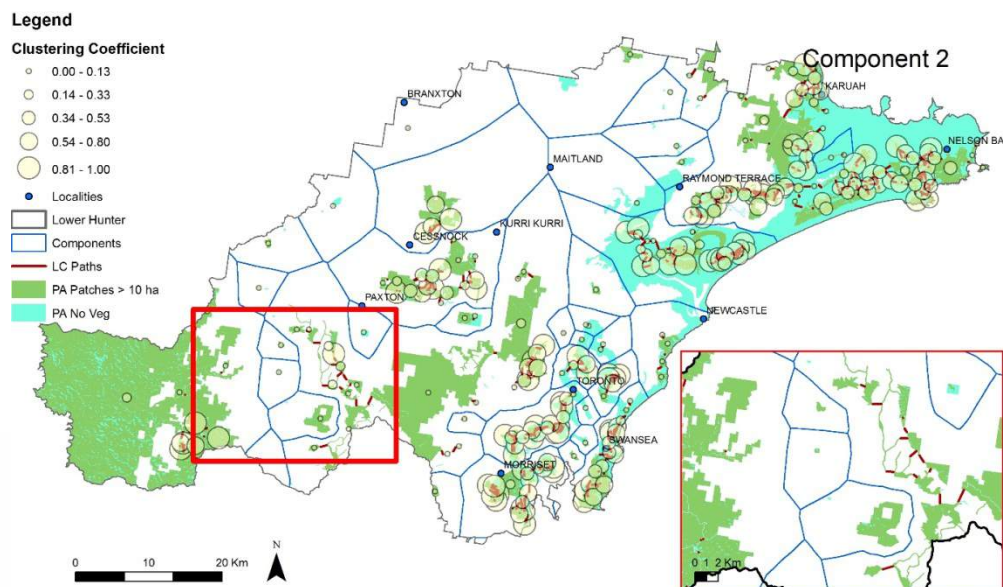 Legend
Clustering Coefficient
0.00 - 0.13
0.14 - 0.33
0.34 - 0.53
0.54 - 0.80
0.81 - 1.00
Localities
Lower Hunter
Components
LC Paths
PA Patches > 10 ha
PA No Veg
Component 2
KARUAH
BRANXTON
NELSON BA
MAITLAND
RAYMOND TERRACE
KURRI KURRI
CESSNOCK
PAXTON
NEWCASTLE
TORONTO
SWANSEA
MORRISET
0 10 20 Km
N
0 1 2 Km